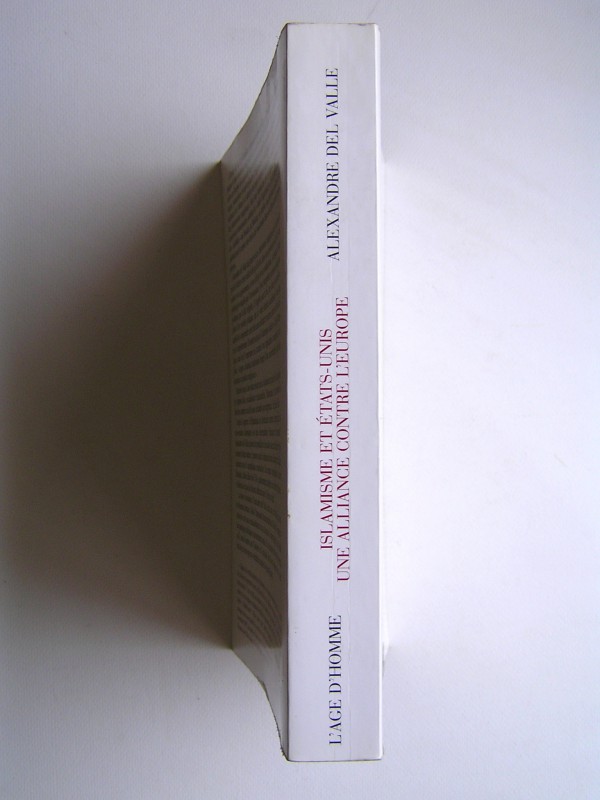 L'AGE D'HOMME
ISLAMISME ET ÉTATS-UNIS
UNE ALLIANCE CONTRE L'EUROPE
ALEXANDRE DEL VALLE